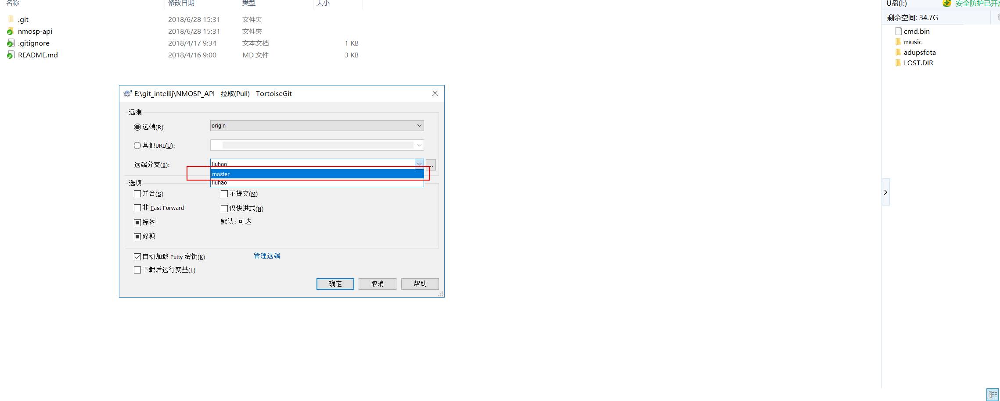 名称 修改日期 类型 大小
.git 2018/6/28 15:31 文件夹
nmosp-api 2018/6/28 15:31 文件夹
.gitignore 2018/4/17 9:34 文本文档 1 KB
README.md 2018/4/16 9:00 MD 文件 3 KB
E:\git_intellij\NMOSP_API - 拉取(Pull) - TortoiseGit
远端
远端(R) origin
其他URL(U):
远端分支(B): liuhao ...
master
liuhao
选项
并合(S) 不提交(M)
非 Fast Forward 仅快进式(N)
标签 默认: 可达
修剪
自动加载 Putty 密钥(K) 管理远端
下载后运行变基(L)
确定 取消 帮助
U盘(I:) 安全防护已开启
剩余空间: 34.7G
cmd.bin
music
adupsfota
LOST.DIR